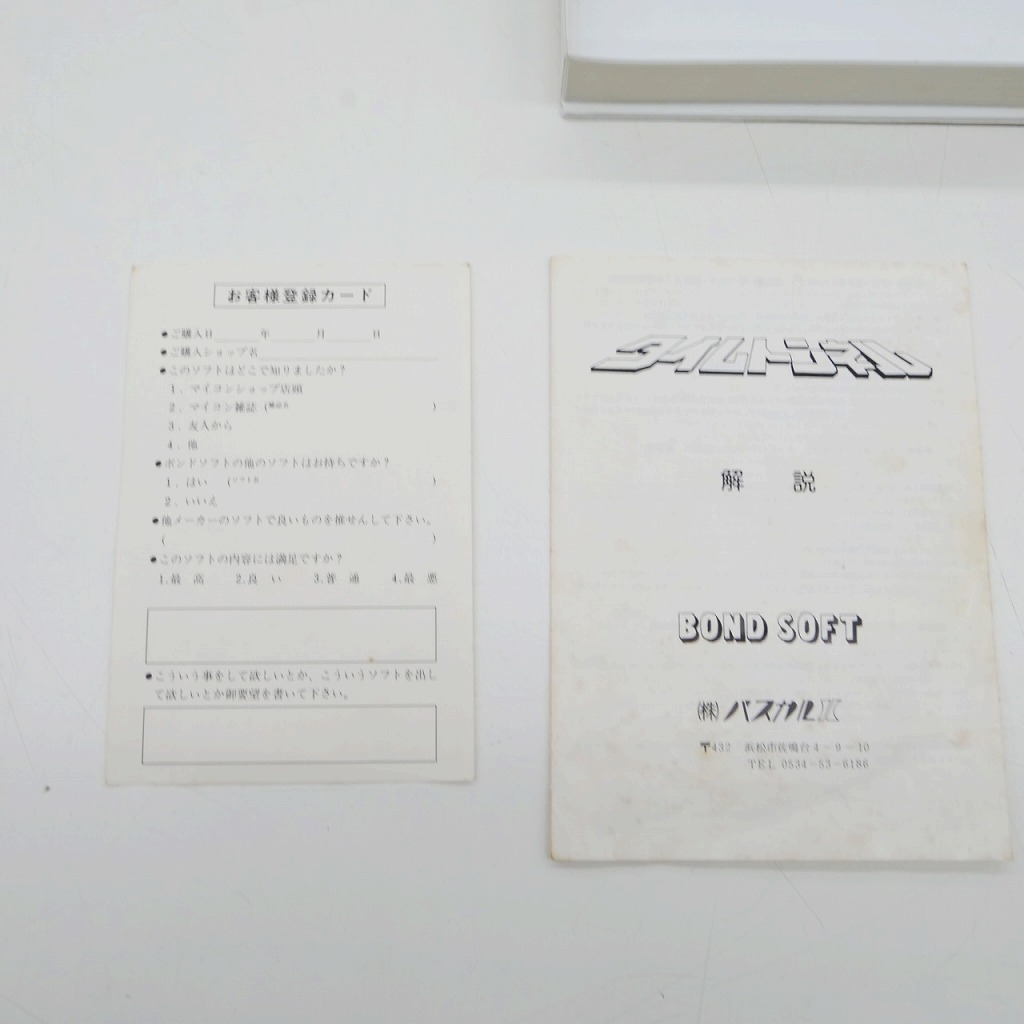 お客様登録カード
●ご購入日 年 月 日
●ご購入ショップ名
●このソフトはどこで知りましたか?
1、マイコンショップ店頭
2、マイコン雑誌 ( )
3、友人から
4、他
●ボンドソフトの他のソフトはお持ちですか?
1、はい ( )
2、いいえ
●他メーカーのソフトで良いものを推せんして下さい。
( )
●このソフトの内容には満足ですか?
1.最 高 2.良 い 3.普 通 4.最 悪
●こういう事をして欲しいとか、こういうソフトを出し
て欲しいとか御要望を書いて下さい。
タイムトンネル
解 説
BOND SOFT
(株)パスカルII
〒432 浜松市佐鳴台4-9-10
TEL 0534-53-6186